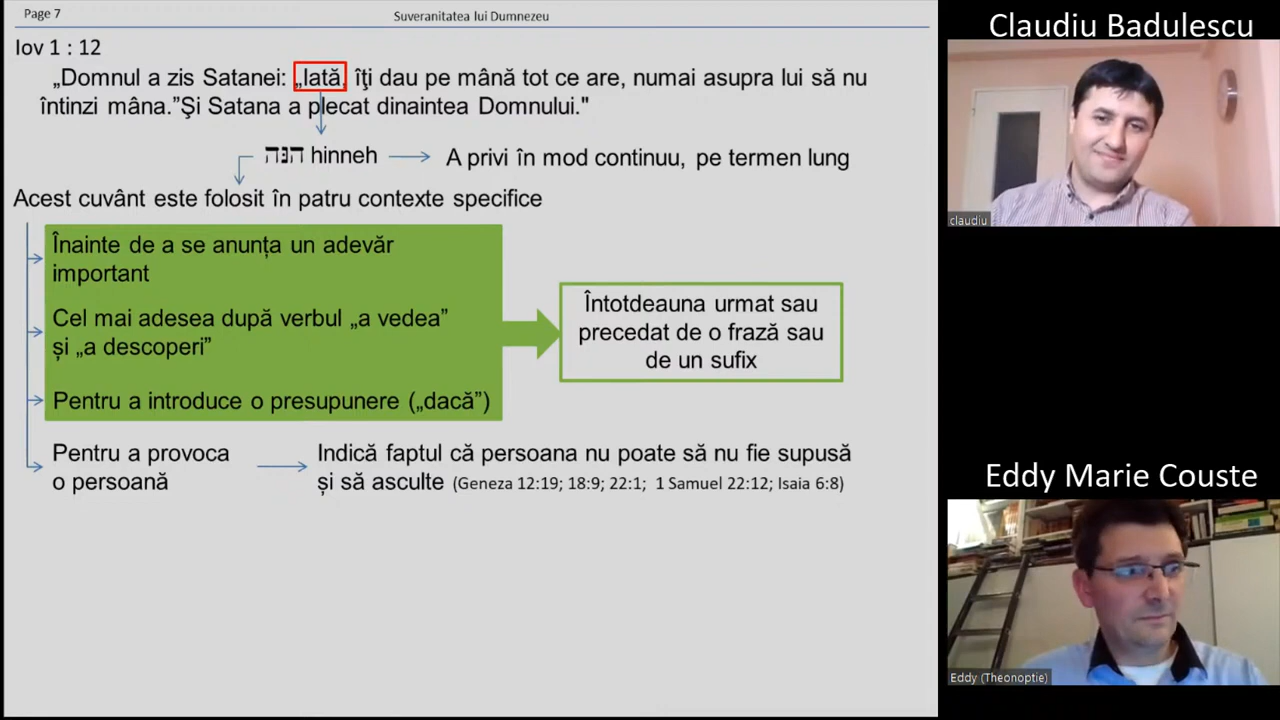 Page 7
Suveranitatea lui Dumnezeu
Iov 1 : 12
„Domnul a zis Satanei: „Iată, îţi dau pe mână tot ce are, numai asupra lui să nu
întinzi mâna.”Şi Satana a plecat dinaintea Domnului."
הנּה hinneh
A privi în mod continuu, pe termen lung
Acest cuvânt este folosit în patru contexte specifice
Înainte de a se anunța un adevăr
important
Cel mai adesea după verbul „a vedea”
și „a descoperi”
Pentru a introduce o presupunere („dacă”)
Întotdeauna urmat sau
precedat de o frază sau
de un sufix
Pentru a provoca
o persoană
Indică faptul că persoana nu poate să nu fie supusă
și să asculte (Geneza 12:19; 18:9; 22:1; 1 Samuel 22:12; Isaia 6:8)
Claudiu Badulescu
claudiu
Eddy Marie Couste
Eddy (Theonoptie)